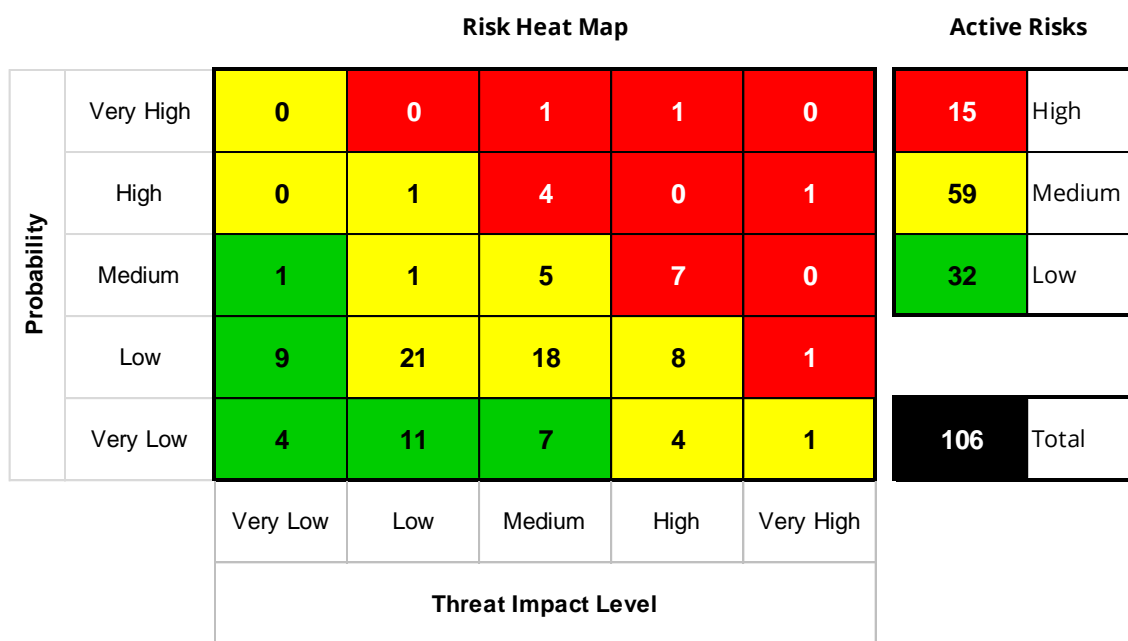 Risk Heat Map Active Risks
Very High 0 0 1 1 0 15 High
High 0 1 4 0 1 59 Medium
Probability
Medium 1 1 5 7 0 32 Low
Low 9 21 18 8 1
Very Low 4 11 7 4 1 106 Total
Very Low Low Medium High Very High
Threat Impact Level